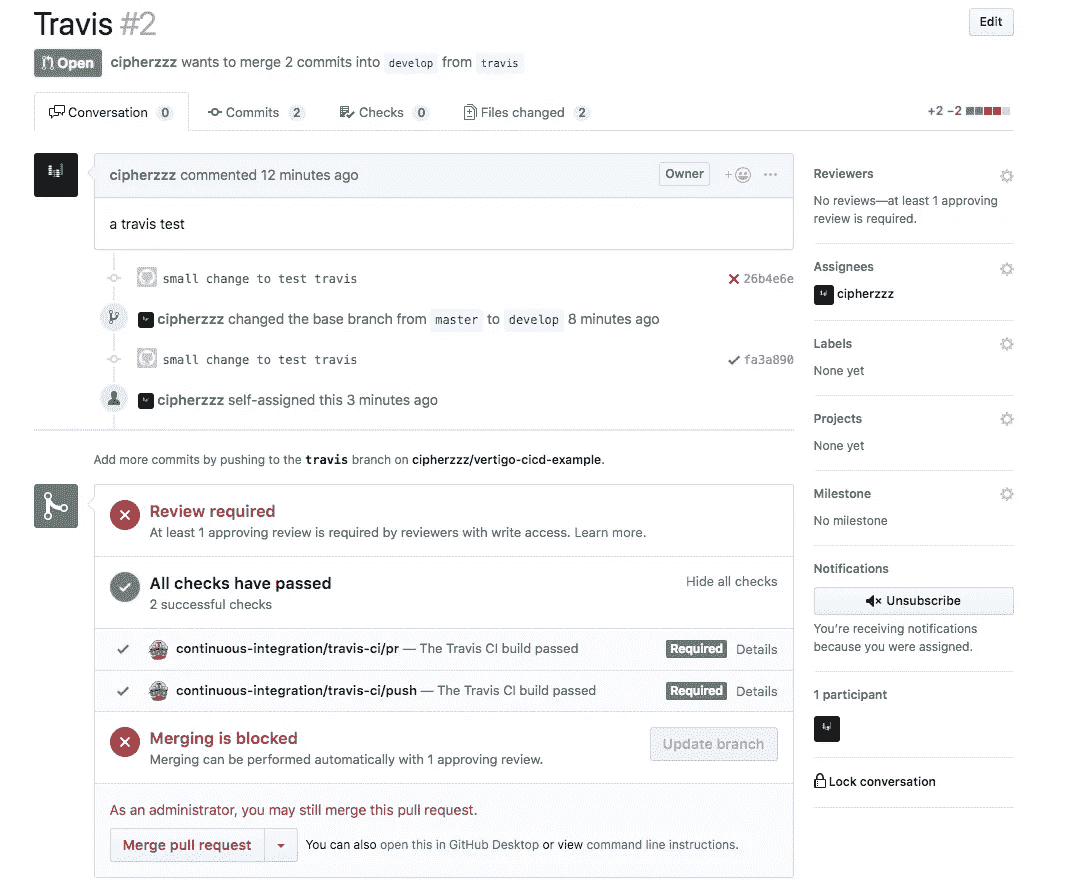 Travis #2
Edit
Open
cipherzzz wants to merge 2 commits into develop from travis
Conversation 0
Commits 2
Checks 0
Files changed 2
+2 −2
cipherzzz commented 12 minutes ago
Owner
a travis test
small change to test travis
26b4e6e
cipherzzz changed the base branch from master to develop 8 minutes ago
small change to test travis
fa3a890
cipherzzz self-assigned this 3 minutes ago
Add more commits by pushing to the travis branch on cipherzzz/vertigo-cicd-example.
Review required
At least 1 approving review is required by reviewers with write access. Learn more.
All checks have passed
Hide all checks
2 successful checks
continuous-integration/travis-ci/pr — The Travis CI build passed
Required
Details
continuous-integration/travis-ci/push — The Travis CI build passed
Required
Details
Merging is blocked
Merging can be performed automatically with 1 approving review.
Update branch
As an administrator, you may still merge this pull request.
Merge pull request
You can also open this in GitHub Desktop or view command line instructions.
Reviewers
No reviews—at least 1 approving
review is required.
Assignees
cipherzzz
Labels
None yet
Projects
None yet
Milestone
No milestone
Notifications
Unsubscribe
You're receiving notifications
because you were assigned.
1 participant
Lock conversation